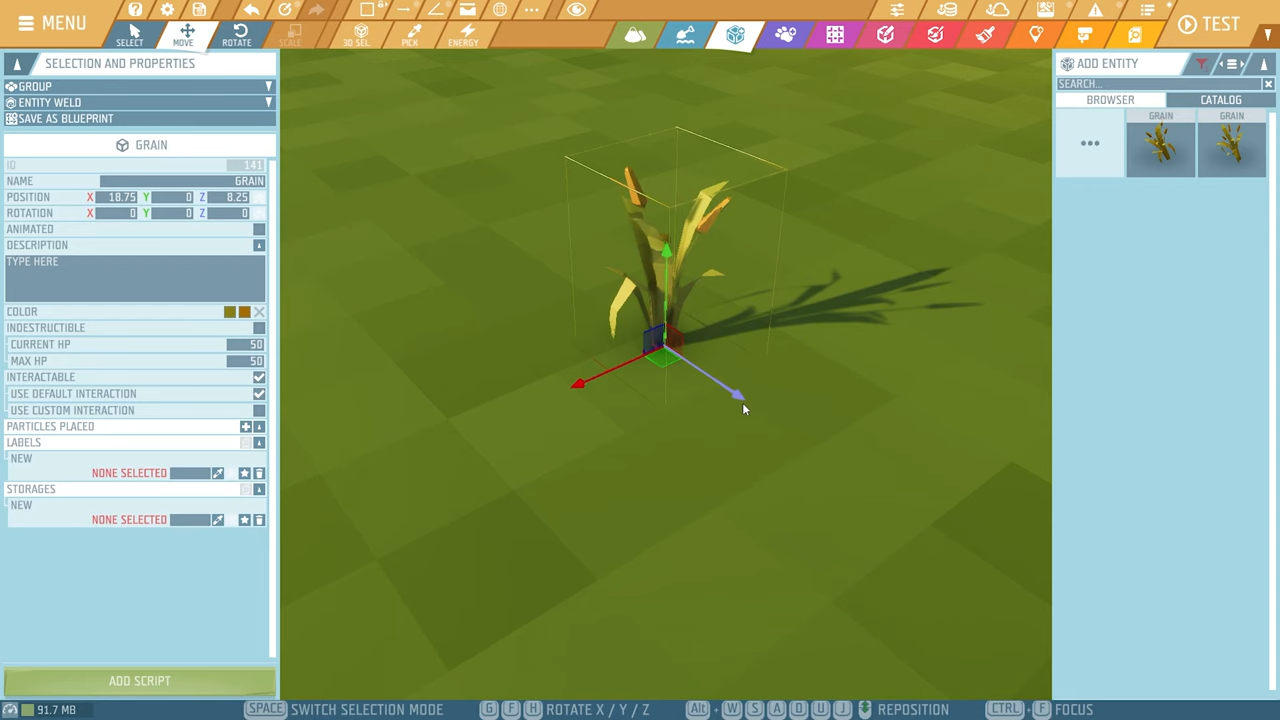 MENU
SELECT
MOVE
ROTATE
SCALE
3D SEL
PICK
ENERGY
TEST
SELECTION AND PROPERTIES
GROUP
ENTITY WELD
SAVE AS BLUEPRINT
GRAIN
ID 141
NAME GRAIN
POSITION X 18.75 Y 0 Z 8.25
ROTATION X 0 Y 0 Z 0
ANIMATED
DESCRIPTION
TYPE HERE
COLOR
INDESTRUCTIBLE
CURRENT HP 50
MAX HP 50
INTERACTABLE
USE DEFAULT INTERACTION
USE CUSTOM INTERACTION
PARTICLES PLACED
LABELS
NEW
NONE SELECTED
STORAGES
NEW
NONE SELECTED
ADD SCRIPT
ADD ENTITY
SEARCH...
BROWSER CATALOG
GRAIN GRAIN
91.7 MB SPACE SWITCH SELECTION MODE G F H ROTATE X / Y / Z Alt + W S A D U J REPOSITION CTRL + F FOCUS